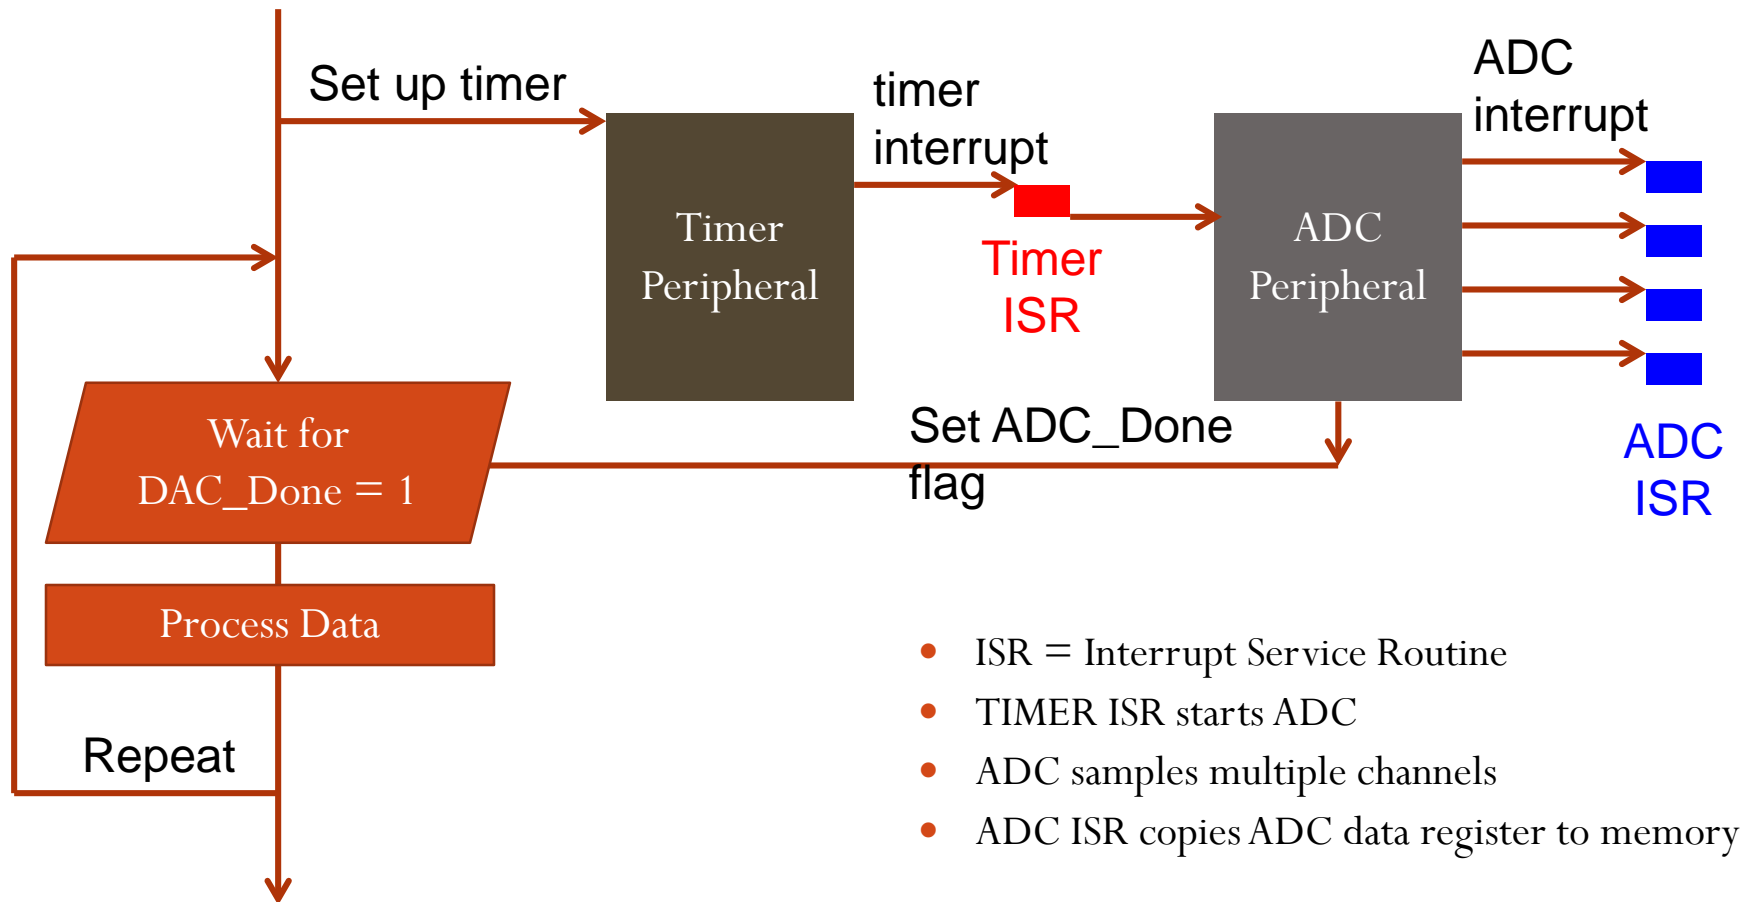 Set up timer
timer
interrupt
ADC
interrupt
Timer
Peripheral
Timer
ISR
ADC
Peripheral
Wait for
DAC_Done = 1
Set ADC_Done
flag
ADC
ISR
Process Data
Repeat
• ISR = Interrupt Service Routine
• TIMER ISR starts ADC
• ADC samples multiple channels
• ADC ISR copies ADC data register to memory